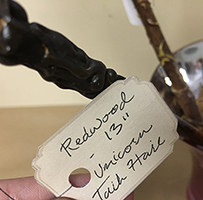 Redwood
- 13"
- Unicorn
Tail Hair